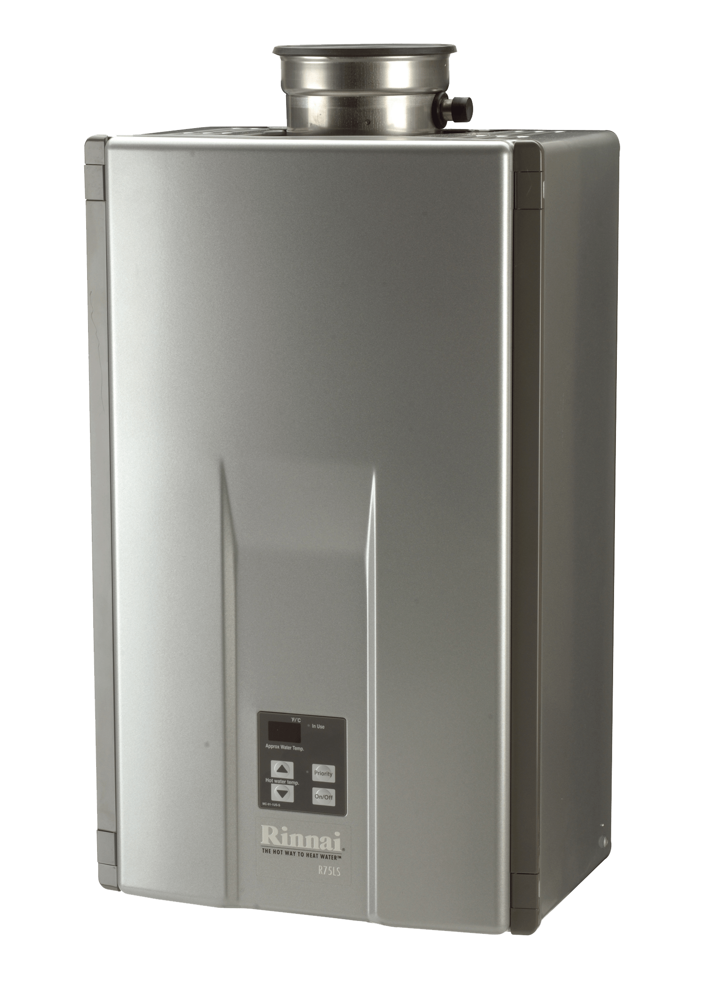 °F/°C
In Use
Approx Water Temp.
Priority
Hot water temp.
On/Off
MC-91-1US-S
Rinnai®
THE HOT WAY TO HEAT WATER™
R75LS